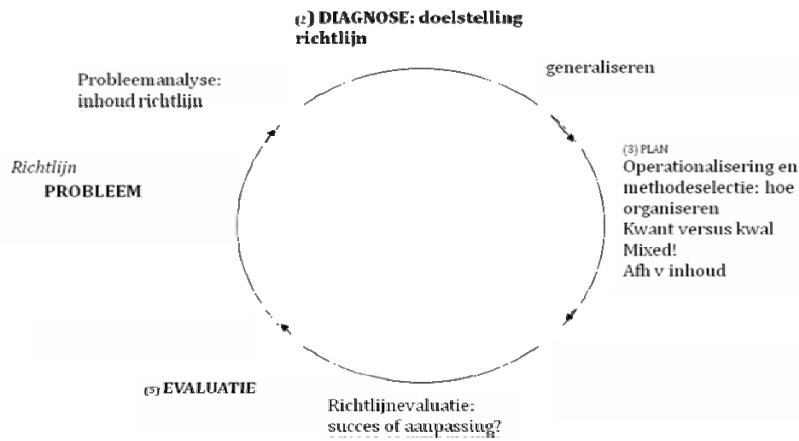 (2) DIAGNOSE: doelstelling
richtlijn
generaliseren
Probleemanalyse:
inhoud richtlijn
(3) PLAN
Operationalisering en
methodeselectie: hoe
organiseren
Kwant versus kwal
Mixed!
Afh v inhoud
Richtlijn
PROBLEEM
(5) EVALUATIE
Richtlijnevaluatie:
succes of aanpassing?